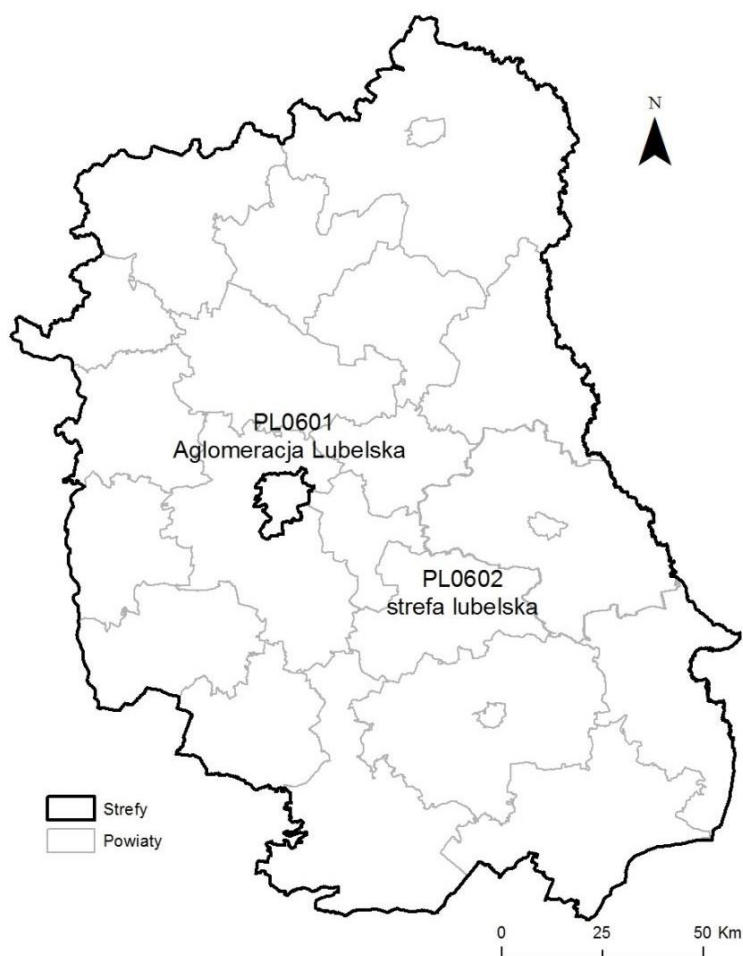 N
PL0601
Aglomeracja Lubelska
PL0602
strefa lubelska
Strefy
Powiaty
0 25 50 Km